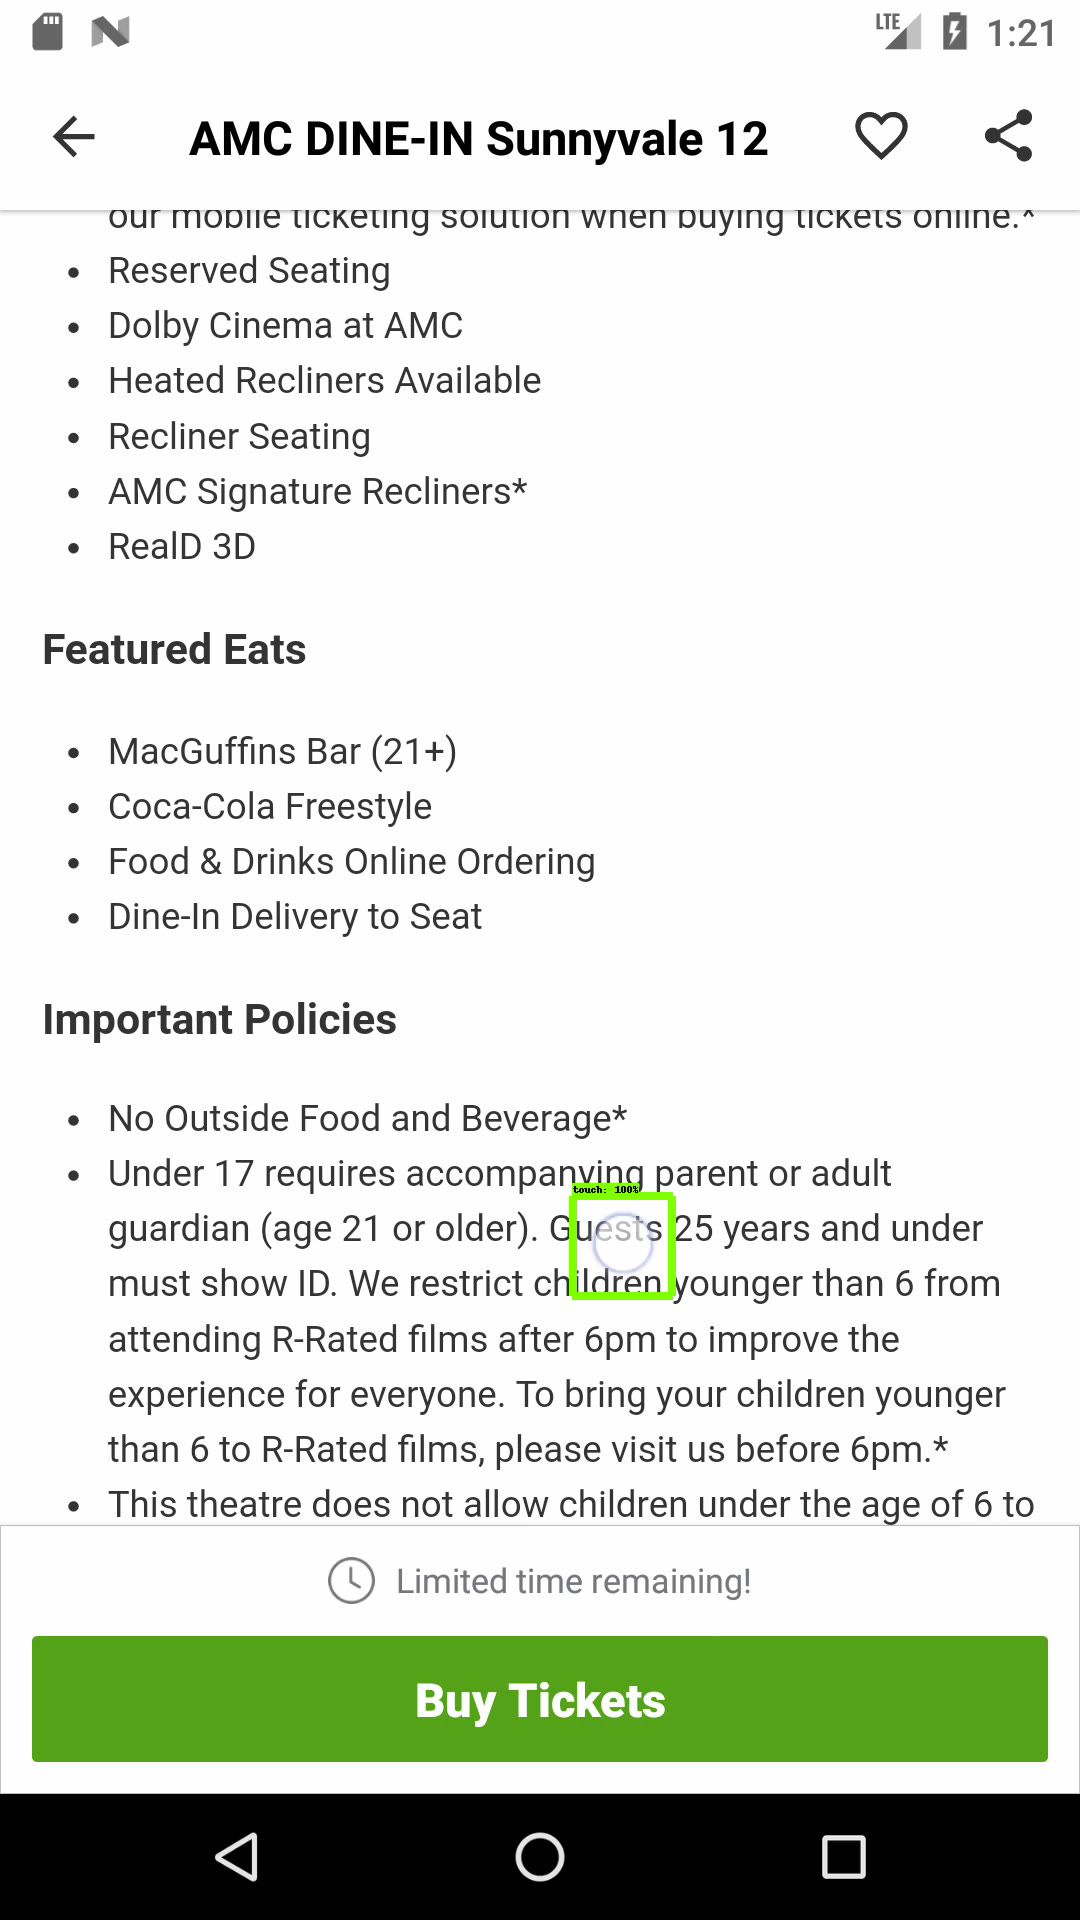 LTE 1:21
AMC DINE-IN Sunnyvale 12
our mobile ticketing solution when buying tickets online.*
• Reserved Seating
• Dolby Cinema at AMC
• Heated Recliners Available
• Recliner Seating
• AMC Signature Recliners*
• RealD 3D
Featured Eats
• MacGuffins Bar (21+)
• Coca-Cola Freestyle
• Food & Drinks Online Ordering
• Dine-In Delivery to Seat
Important Policies
• No Outside Food and Beverage*
• Under 17 requires accompanying parent or adult
touch: 100%
guardian (age 21 or older). Guests 25 years and under
must show ID. We restrict children younger than 6 from
attending R-Rated films after 6pm to improve the
experience for everyone. To bring your children younger
than 6 to R-Rated films, please visit us before 6pm.*
• This theatre does not allow children under the age of 6 to
Limited time remaining!
Buy Tickets